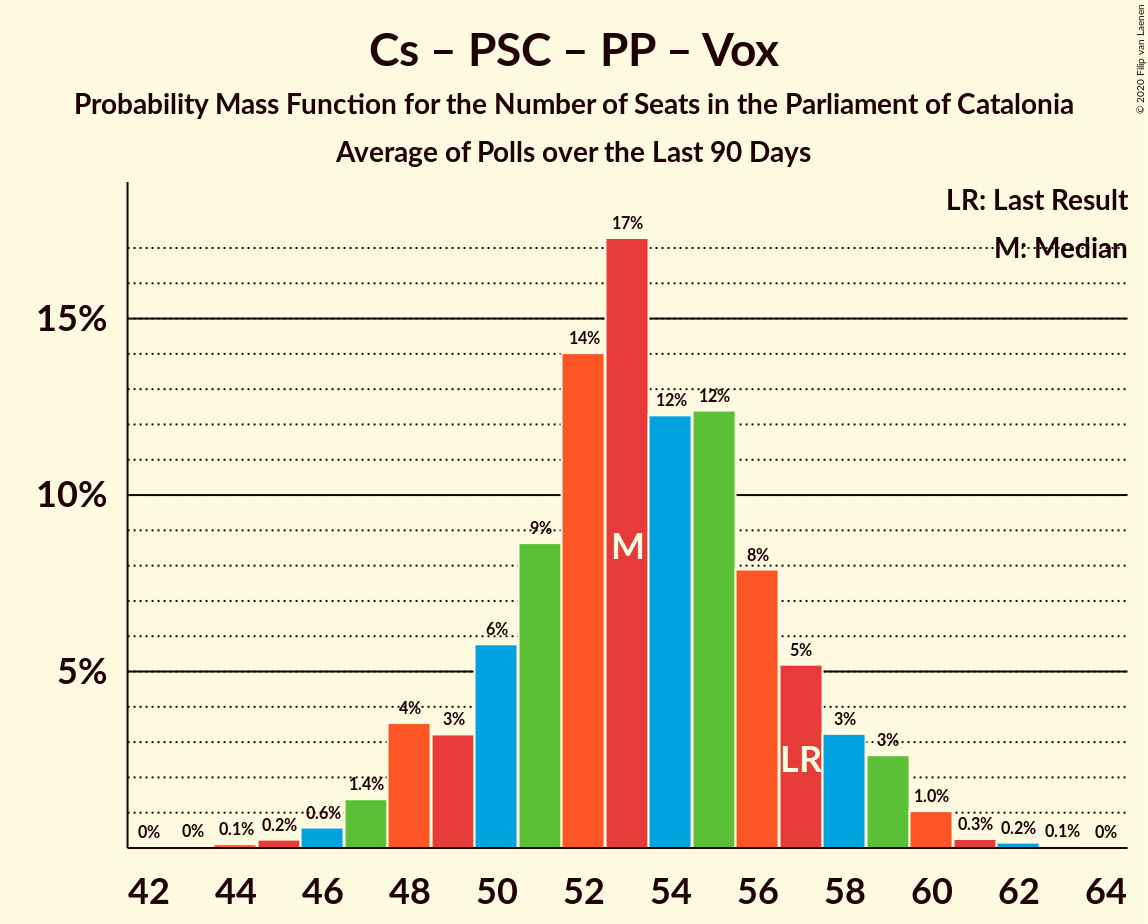 Cs – PSC – PP – Vox
Probability Mass Function for the Number of Seats in the Parliament of Catalonia
Average of Polls over the Last 90 Days
© 2020 Filip van Laenen
LR: Last Result
M: Median
15%
10%
5%
0%
0%
0.1%
0.2%
0.6%
1.4%
4%
3%
6%
9%
14%
17%
12%
12%
8%
5%
3%
3%
1.0%
0.3%
0.2%
0.1%
0%
M
LR
42 44 46 48 50 52 54 56 58 60 62 64